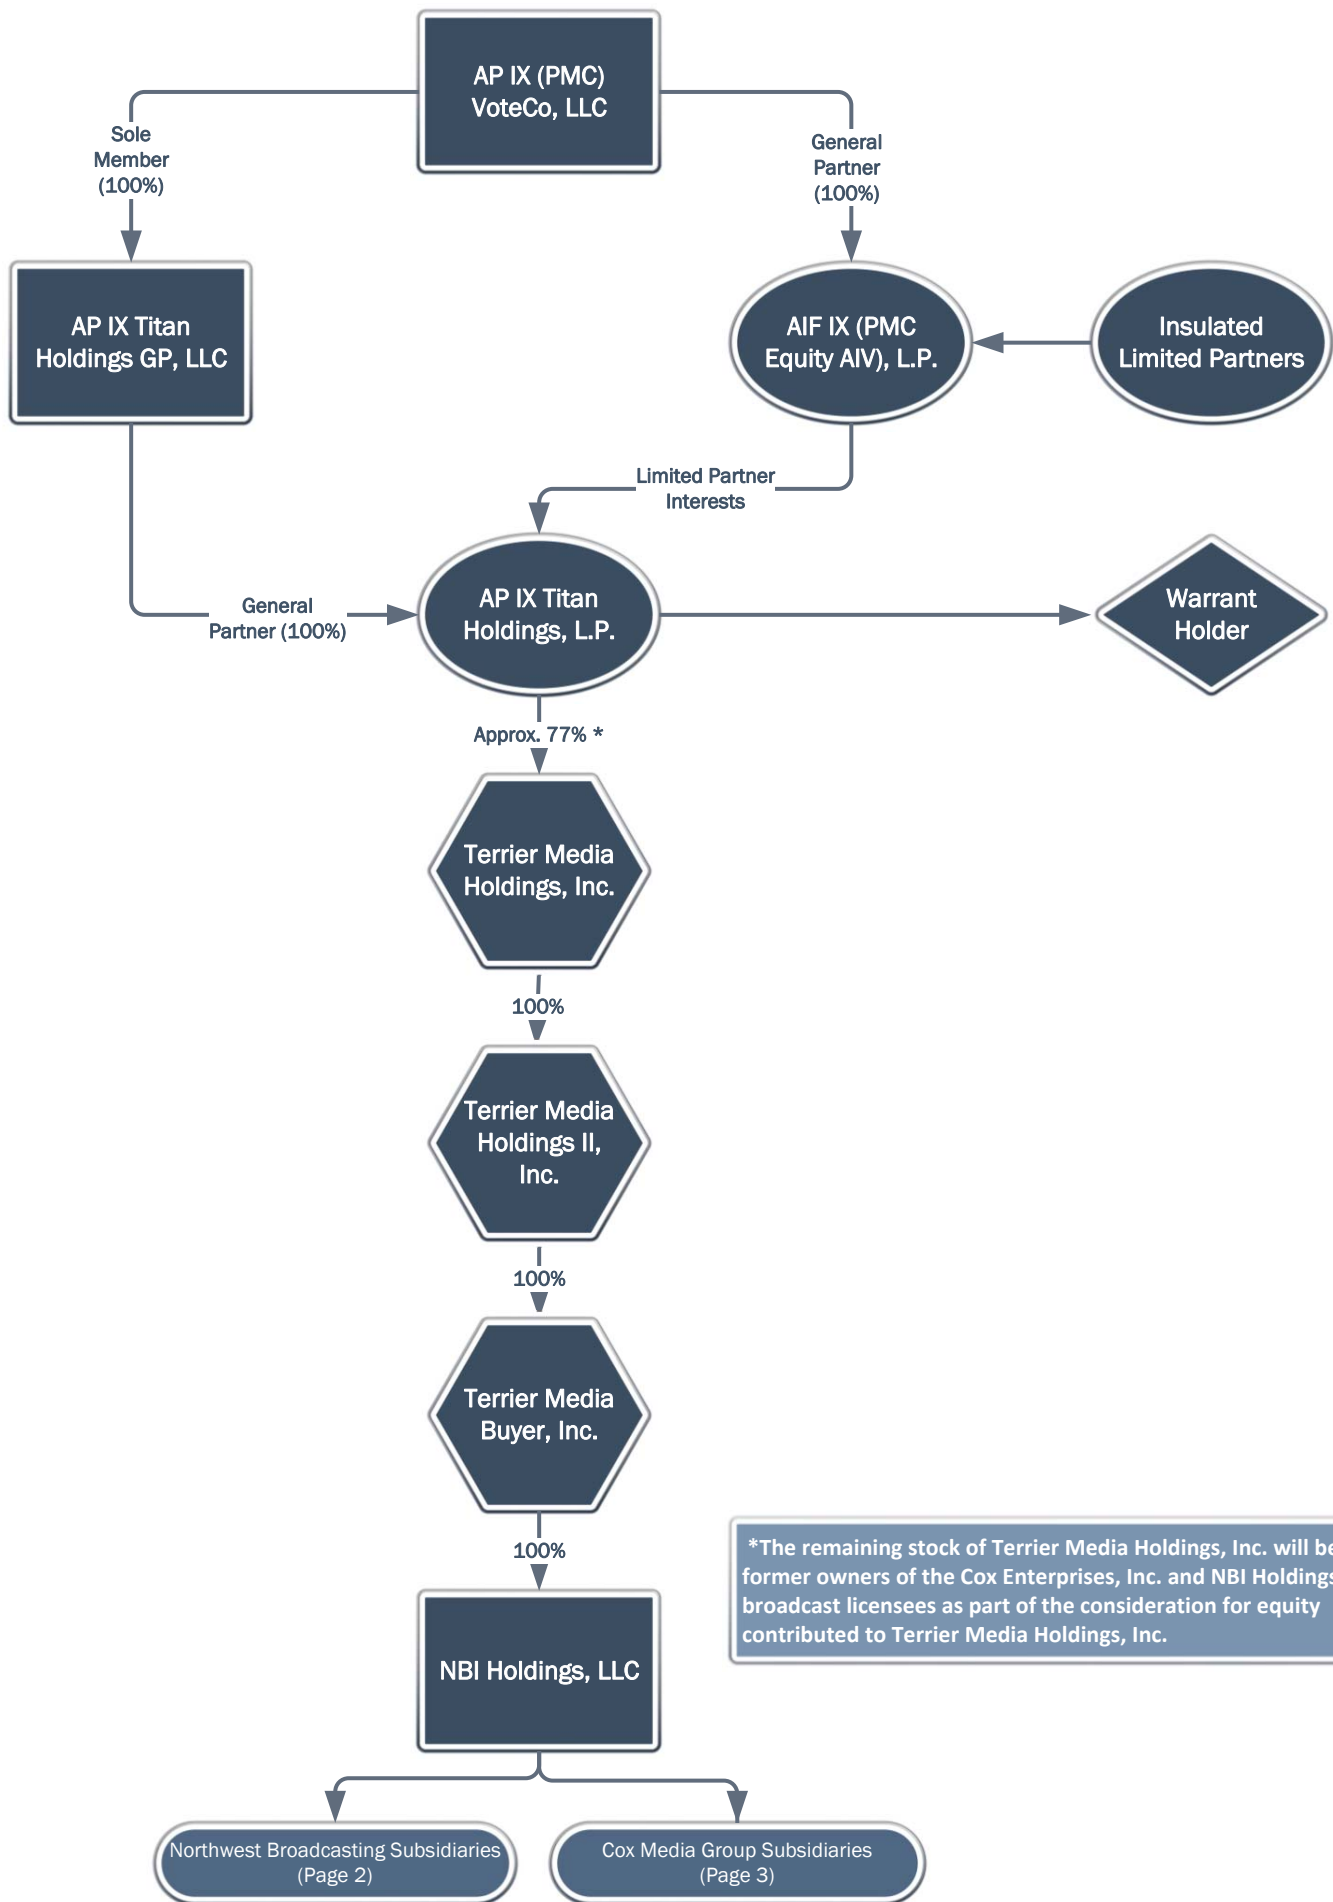 AP IX (PMC)
VoteCo, LLC
Sole
Member
(100%)
General
Partner
(100%)
AP IX Titan
Holdings GP, LLC
AIF IX (PMC
Equity AIV), L.P.
Insulated
Limited Partners
Limited Partner
Interests
General
Partner (100%)
AP IX Titan
Holdings, L.P.
Warrant
Holder
Approx. 77% *
Terrier Media
Holdings, Inc.
100%
Terrier Media
Holdings II,
Inc.
100%
Terrier Media
Buyer, Inc.
100%
*The remaining stock of Terrier Media Holdings, Inc. will be
former owners of the Cox Enterprises, Inc. and NBI Holdings
broadcast licensees as part of the consideration for equity
contributed to Terrier Media Holdings, Inc.
NBI Holdings, LLC
Northwest Broadcasting Subsidiaries
(Page 2)
Cox Media Group Subsidiaries
(Page 3)